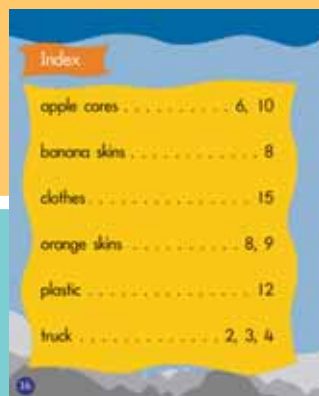 Index
apple cores . . . . . . . . . . 6, 10
banana skins . . . . . . . . . . . . 8
clothes . . . . . . . . . . . . . . . 15
orange skins . . . . . . . . . . 8, 9
plastic . . . . . . . . . . . . . . . 12
truck . . . . . . . . . . . . . 2, 3, 4
16